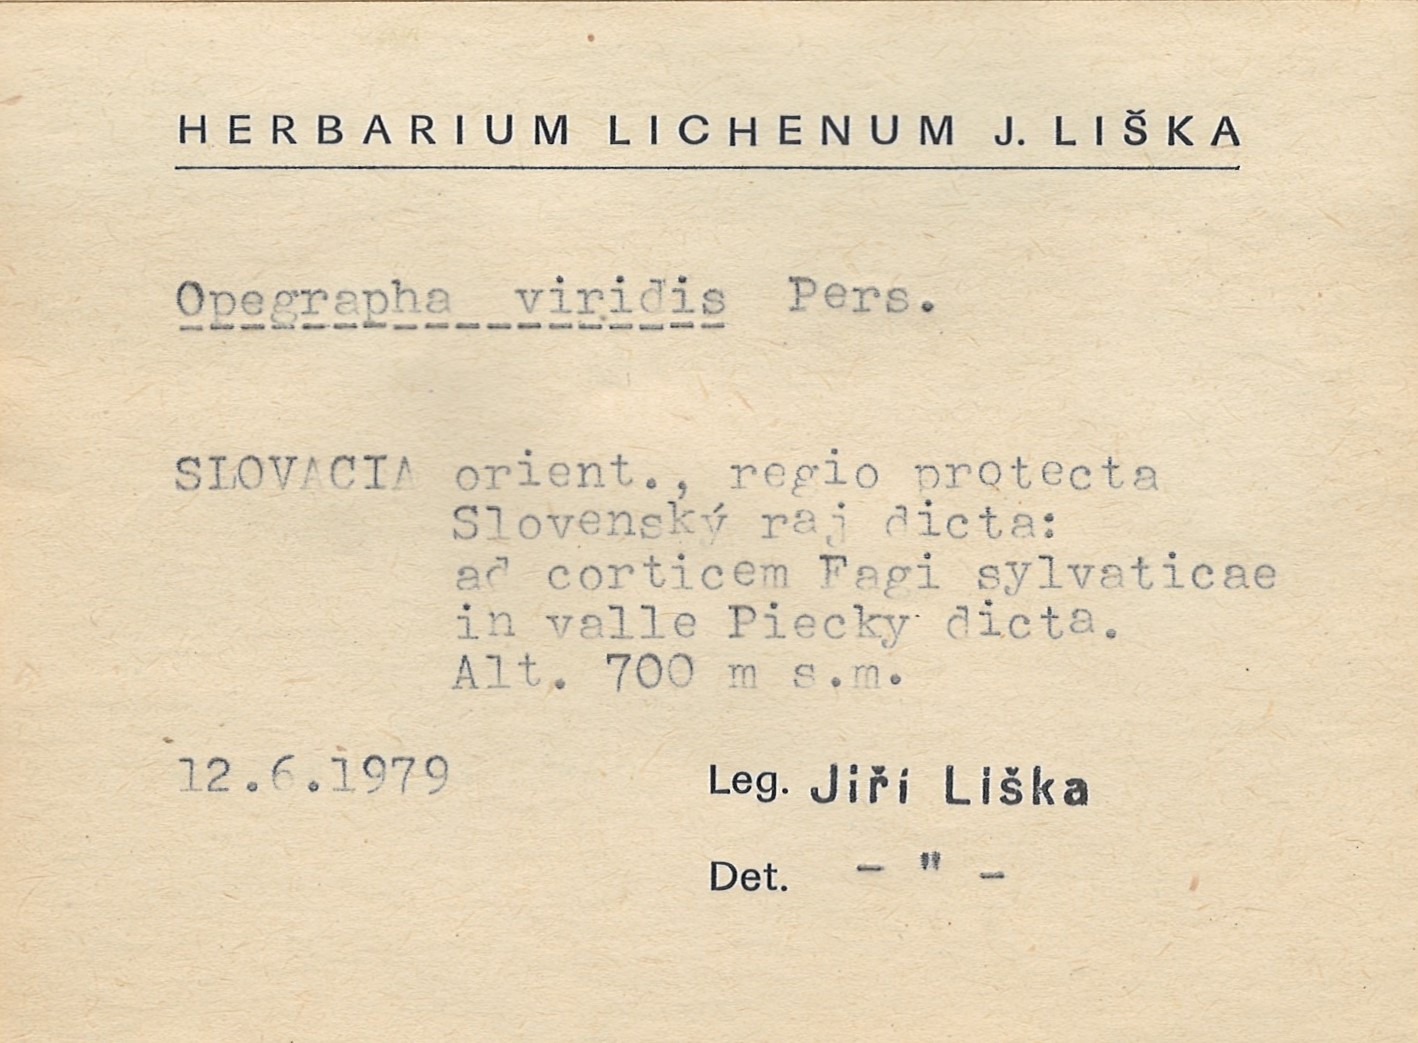 HERBARIUM LICHENUM J. LIŠKA
Opegrapha viridis Pers.
SLOVACIA orient., regio protecta
Slovenský raj dicta:
ad corticem Fagi sylvaticae
in valle Piecky dicta.
Alt. 700 m s.m.
12.6.1979
Leg. Jiří Liška
Det. - " -